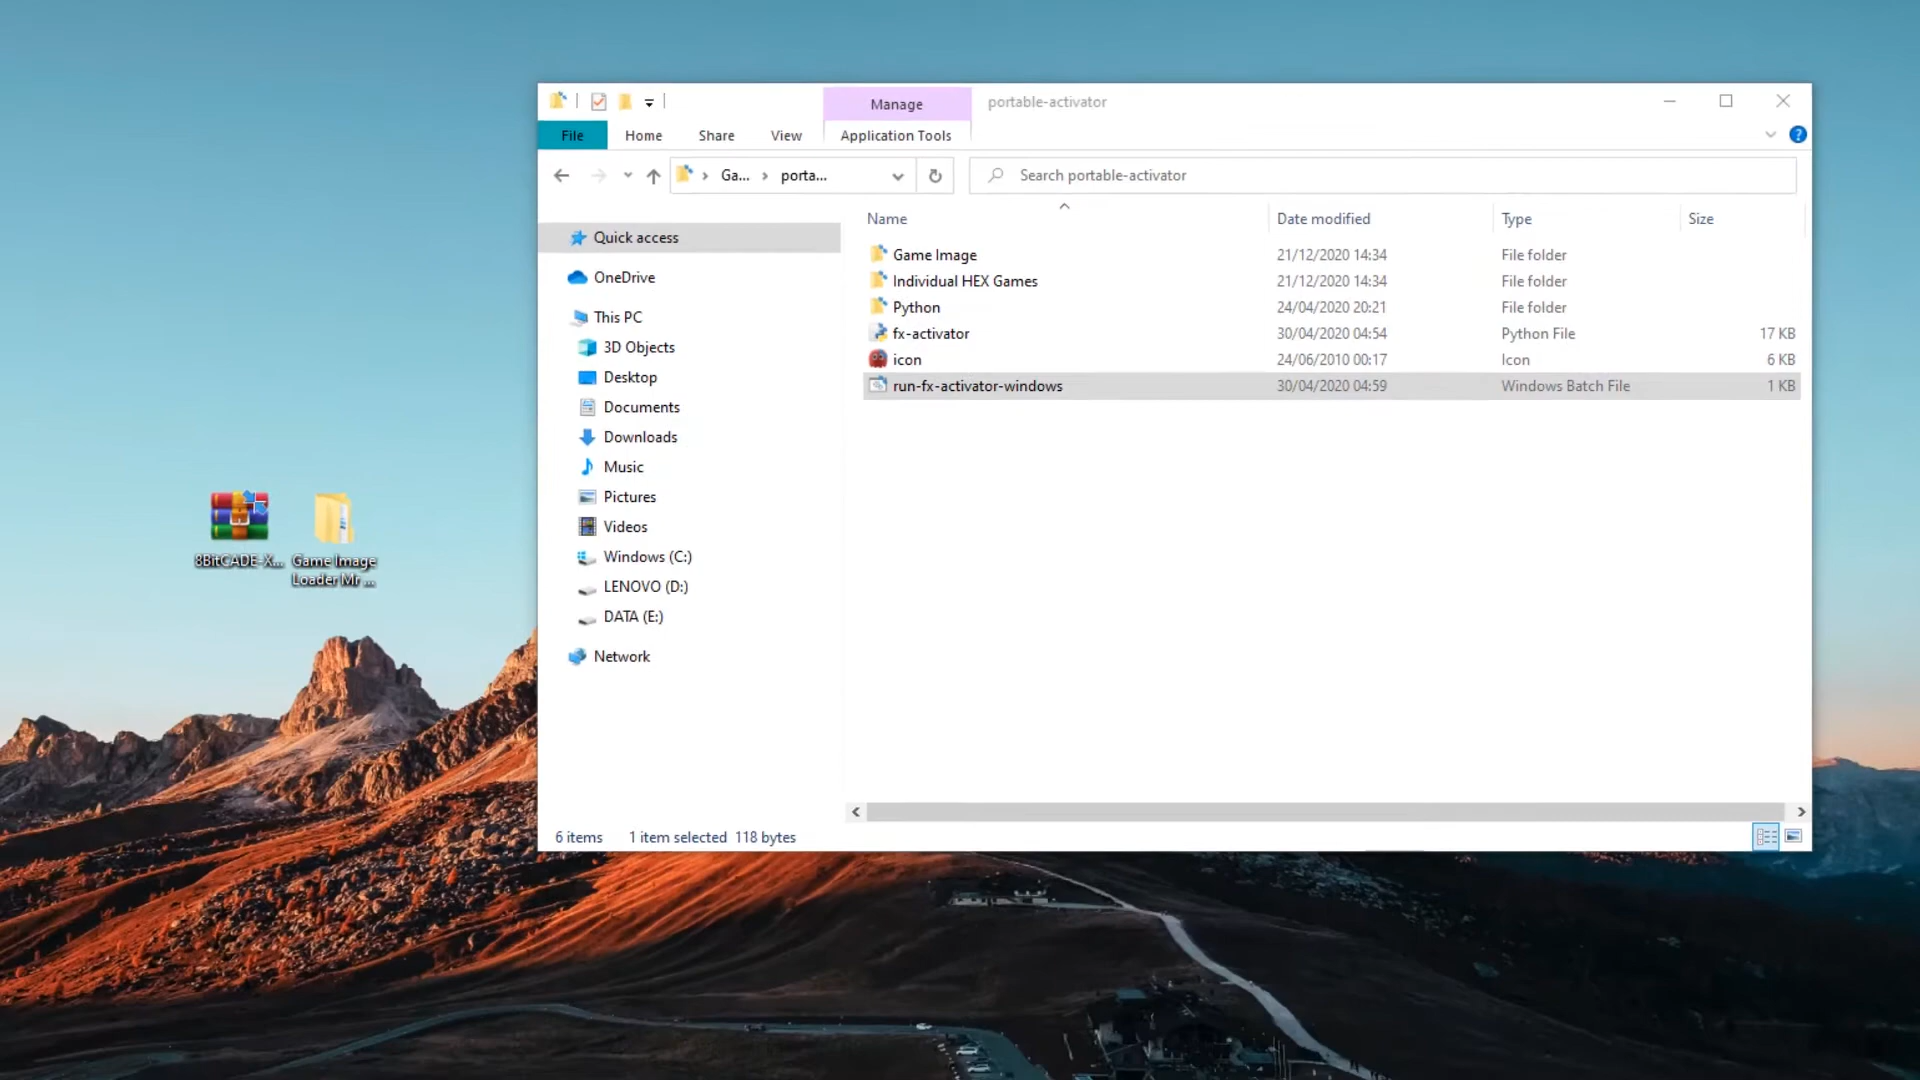 Manage
portable-activator
File
Home
Share
View
Application Tools
Ga...
porta...
Search portable-activator
Name
Date modified
Type
Size
Quick access
OneDrive
This PC
3D Objects
Desktop
Documents
Downloads
Music
Pictures
Videos
Windows (C:)
LENOVO (D:)
DATA (E:)
Network
Game Image 21/12/2020 14:34 File folder
Individual HEX Games 21/12/2020 14:34 File folder
Python 24/04/2020 20:21 File folder
fx-activator 30/04/2020 04:54 Python File 17 KB
icon 24/06/2010 00:17 Icon 6 KB
run-fx-activator-windows 30/04/2020 04:59 Windows Batch File 1 KB
8BitCADE-X...
Game Image
Loader Mr ...
6 items 1 item selected 118 bytes